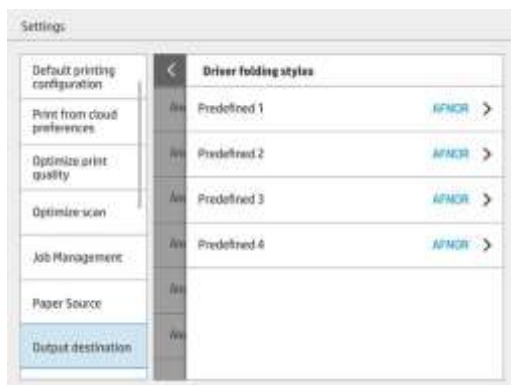 Settings
Default printing
configuration
Print from cloud
preferences
Optimize print
quality
Optimize scan
Job Management
Paper Source
Output destination
Driver folding styles
Predefined 1 AFNOR
Predefined 2 AFNOR
Predefined 3 AFNOR
Predefined 4 AFNOR